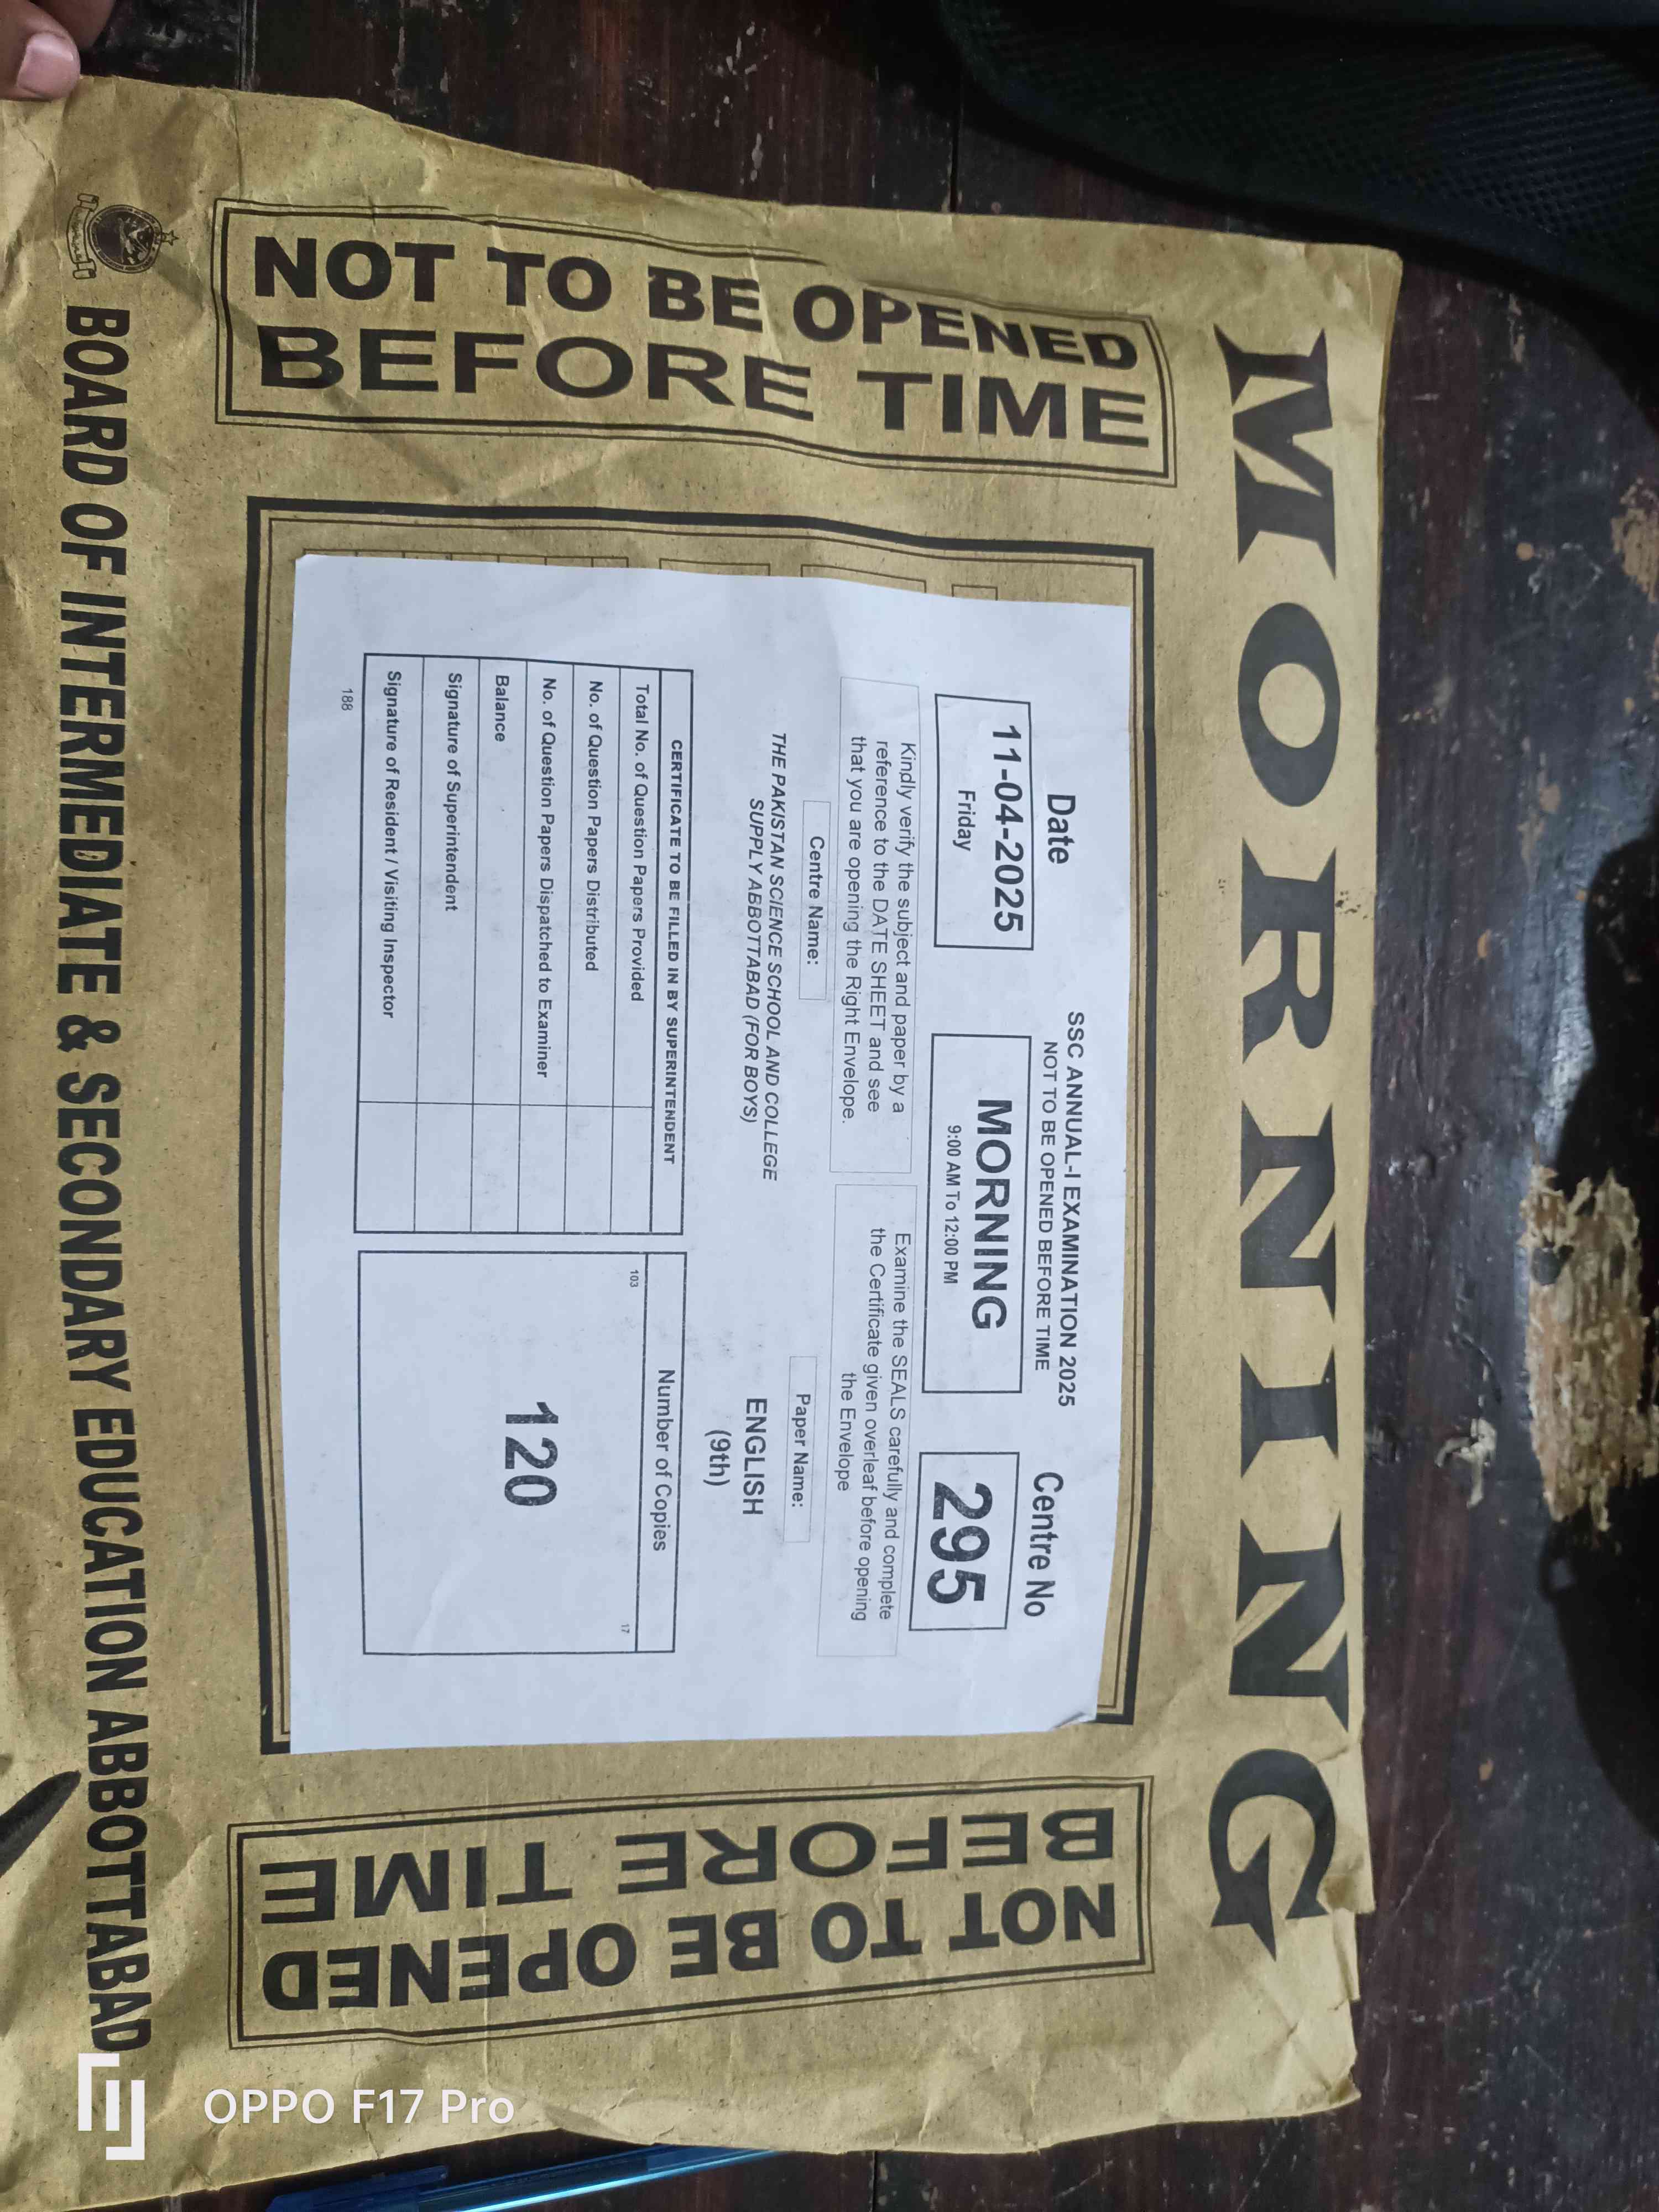 MORNING
NOT TO BE OPENED
BEFORE TIME
SSC ANNUAL-I EXAMINATION 2025
NOT TO BE OPENED BEFORE TIME
Date
11-04-2025
Friday
MORNING
9:00 AM To 12:00 PM
Centre No
295
Kindly verify the subject and paper by a
reference to the DATE SHEET and see
that you are opening the Right Envelope.
Examine the SEALS carefully and complete
the Certificate given overleaf before opening
the Envelope
Centre Name:
THE PAKISTAN SCIENCE SCHOOL AND COLLEGE
SUPPLY ABBOTTABAD (FOR BOYS)
Paper Name:
ENGLISH
(9th)
CERTIFICATE TO BE FILLED IN BY SUPERINTENDENT
Total No. of Question Papers Provided
No. of Question Papers Distributed
No. of Question Papers Dispatched to Examiner
Balance
Signature of Superintendent
Signature of Resident / Visiting Inspector
188
Number of Copies
103
17
120
NOT TO BE OPENED
BEFORE TIME
BOARD OF INTERMEDIATE & SECONDARY EDUCATION ABBOTTABAD
OPPO F17 Pro